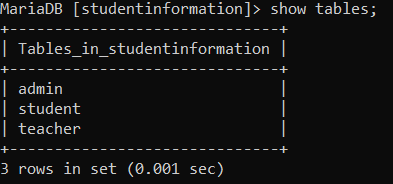 MariaDB [studentinformation]> show tables;
+------------------------------+
| Tables_in_studentinformation |
+------------------------------+
| admin                        |
| student                      |
| teacher                      |
+------------------------------+
3 rows in set (0.001 sec)